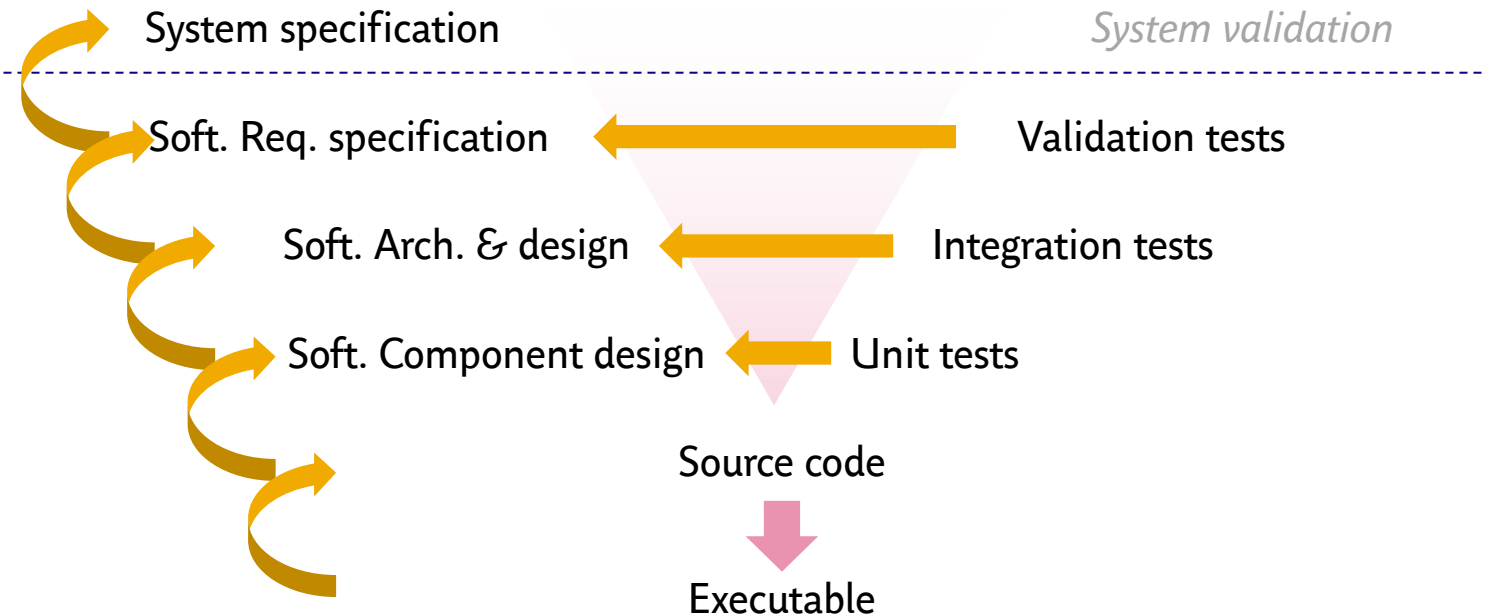 System specification
System validation
Soft. Req. specification
Validation tests
Soft. Arch. & design
Integration tests
Soft. Component design
Unit tests
Source code
Executable